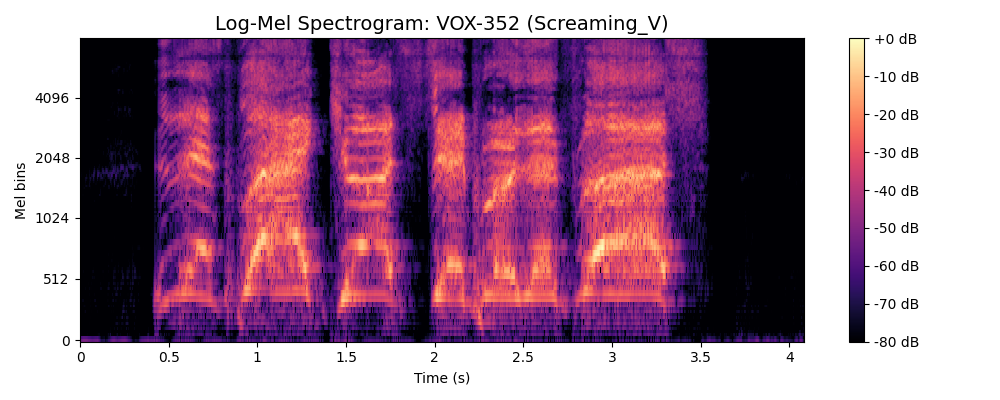 Log-Mel Spectrogram: VOX-352 (Screaming_V)
Mel bins
4096
2048
1024
512
0
0 0.5 1 1.5 2 2.5 3 3.5 4
Time (s)
+0 dB
-10 dB
-20 dB
-30 dB
-40 dB
-50 dB
-60 dB
-70 dB
-80 dB